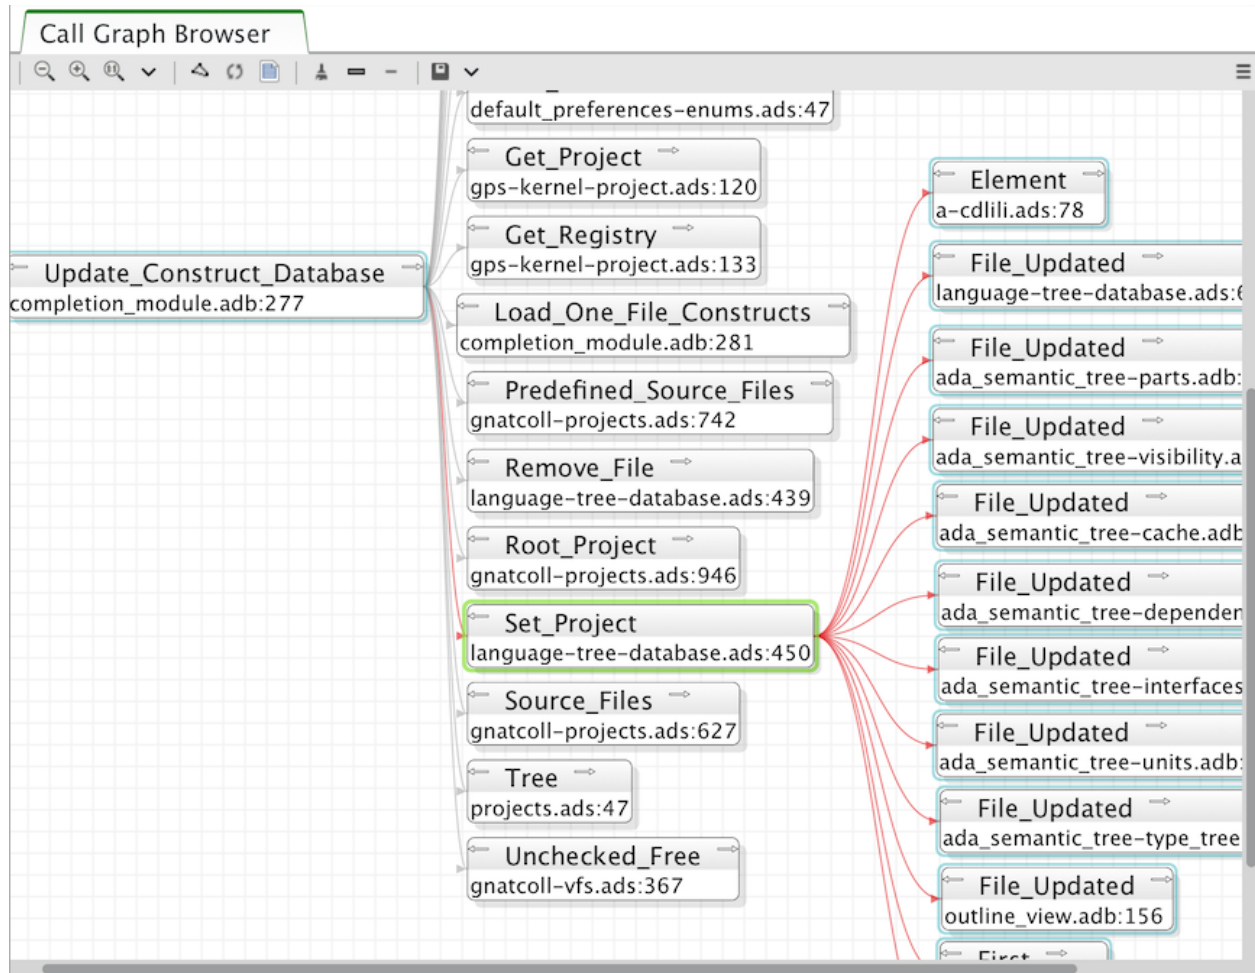 Call Graph Browser
default_preferences-enums.ads:47
Get_Project
gps-kernel-project.ads:120
Get_Registry
gps-kernel-project.ads:133
Update_Construct_Database
completion_module.adb:277
Load_One_File_Constructs
completion_module.adb:281
Predefined_Source_Files
gnatcoll-projects.ads:742
Remove_File
language-tree-database.ads:439
Root_Project
gnatcoll-projects.ads:946
Set_Project
language-tree-database.ads:450
Source_Files
gnatcoll-projects.ads:627
Tree
projects.ads:47
Unchecked_Free
gnatcoll-vfs.ads:367
Element
a-cdlili.ads:78
File_Updated
language-tree-database.ads:6
File_Updated
ada_semantic_tree-parts.adb:
File_Updated
ada_semantic_tree-visibility.a
File_Updated
ada_semantic_tree-cache.adb
File_Updated
ada_semantic_tree-dependen
File_Updated
ada_semantic_tree-interfaces
File_Updated
ada_semantic_tree-units.adb:
File_Updated
ada_semantic_tree-type_tree
File_Updated
outline_view.adb:156
First